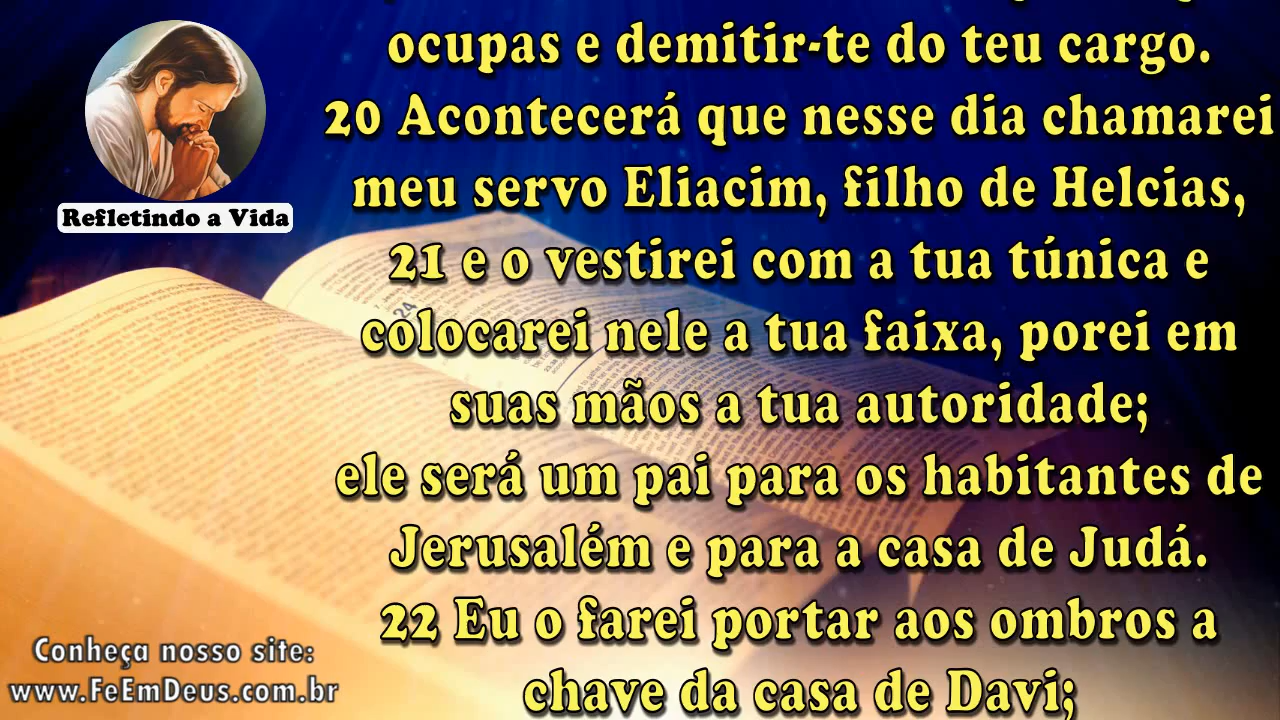 ocupas e demitir-te do teu cargo.
20 Acontecerá que nesse dia chamarei
meu servo Eliacim, filho de Helcias,
21 e o vestirei com a tua túnica e
colocarei nele a tua faixa, porei em
suas mãos a tua autoridade;
ele será um pai para os habitantes de
Jerusalém e para a casa de Judá.
22 Eu o farei portar aos ombros a
chave da casa de Davi;
Refletindo a Vida
24
Conheça nosso site:
www.FeEmDeus.com.br